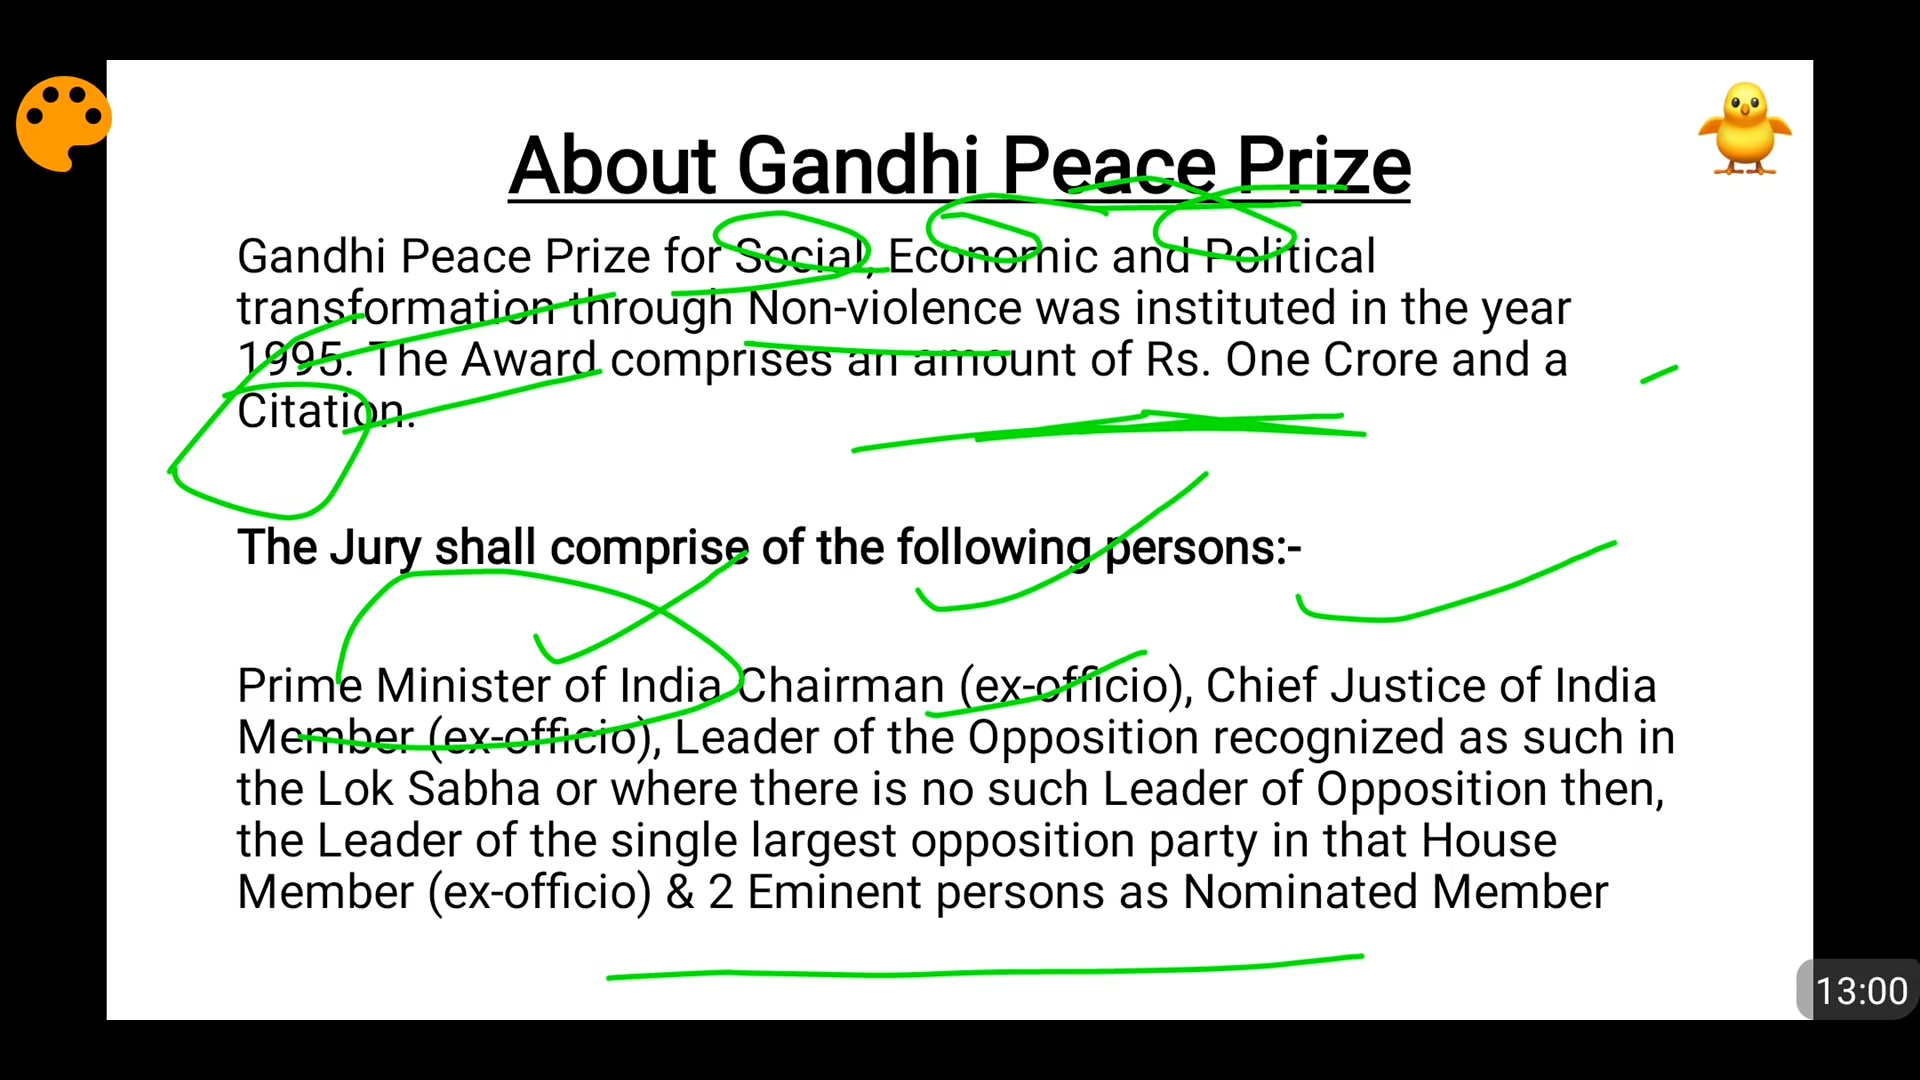 About Gandhi Peace Prize
Gandhi Peace Prize for Social, Economic and Political
transformation through Non-violence was instituted in the year
1995. The Award comprises an amount of Rs. One Crore and a
Citation.
The Jury shall comprise of the following persons:-
Prime Minister of India Chairman (ex-officio), Chief Justice of India
Member (ex-officio), Leader of the Opposition recognized as such in
the Lok Sabha or where there is no such Leader of Opposition then,
the Leader of the single largest opposition party in that House
Member (ex-officio) & 2 Eminent persons as Nominated Member
13:00